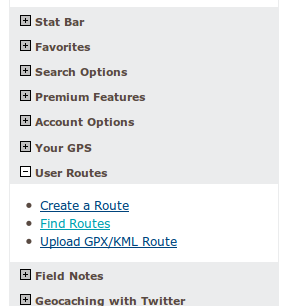 Stat Bar
Favorites
Search Options
Premium Features
Account Options
Your GPS
User Routes
Create a Route
Find Routes
Upload GPX/KML Route
Field Notes
Geocaching with Twitter